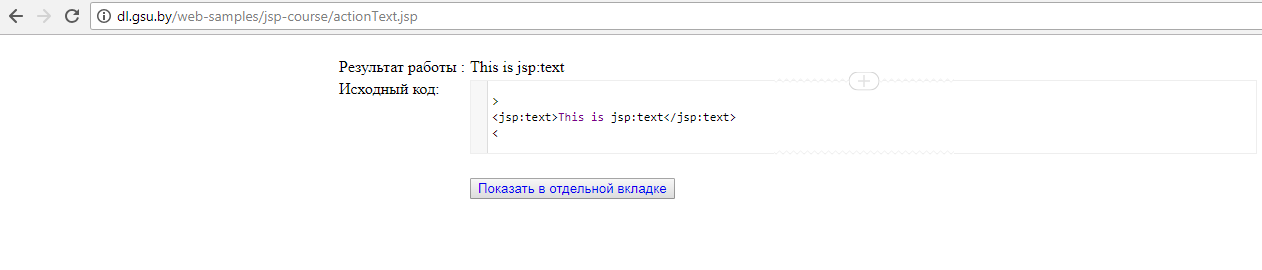 dl.gsu.by/web-samples/jsp-course/actionText.jsp
Результат работы : This is jsp:text
Исходный код:
>
<jsp:text>This is jsp:text</jsp:text>
<
Показать в отдельной вкладке